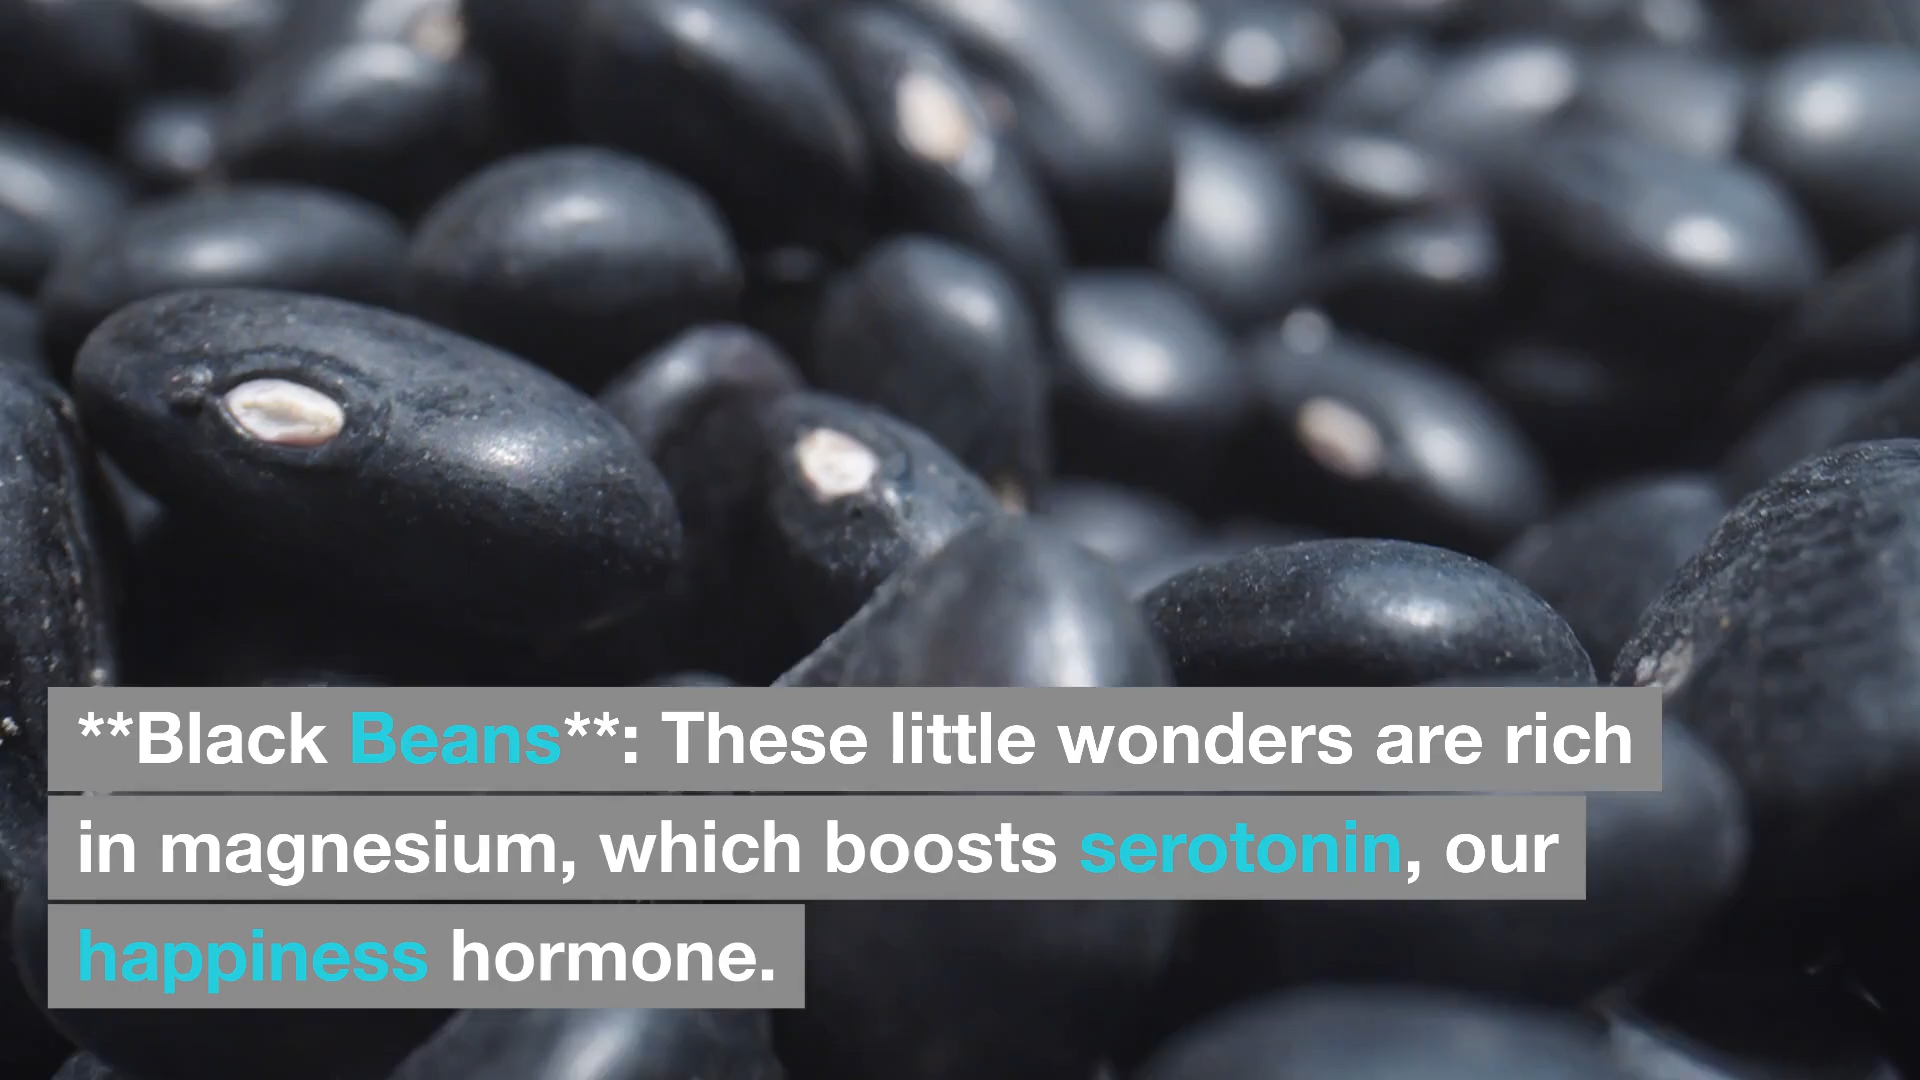 **Black Beans**: These little wonders are rich
in magnesium, which boosts serotonin, our
happiness hormone.